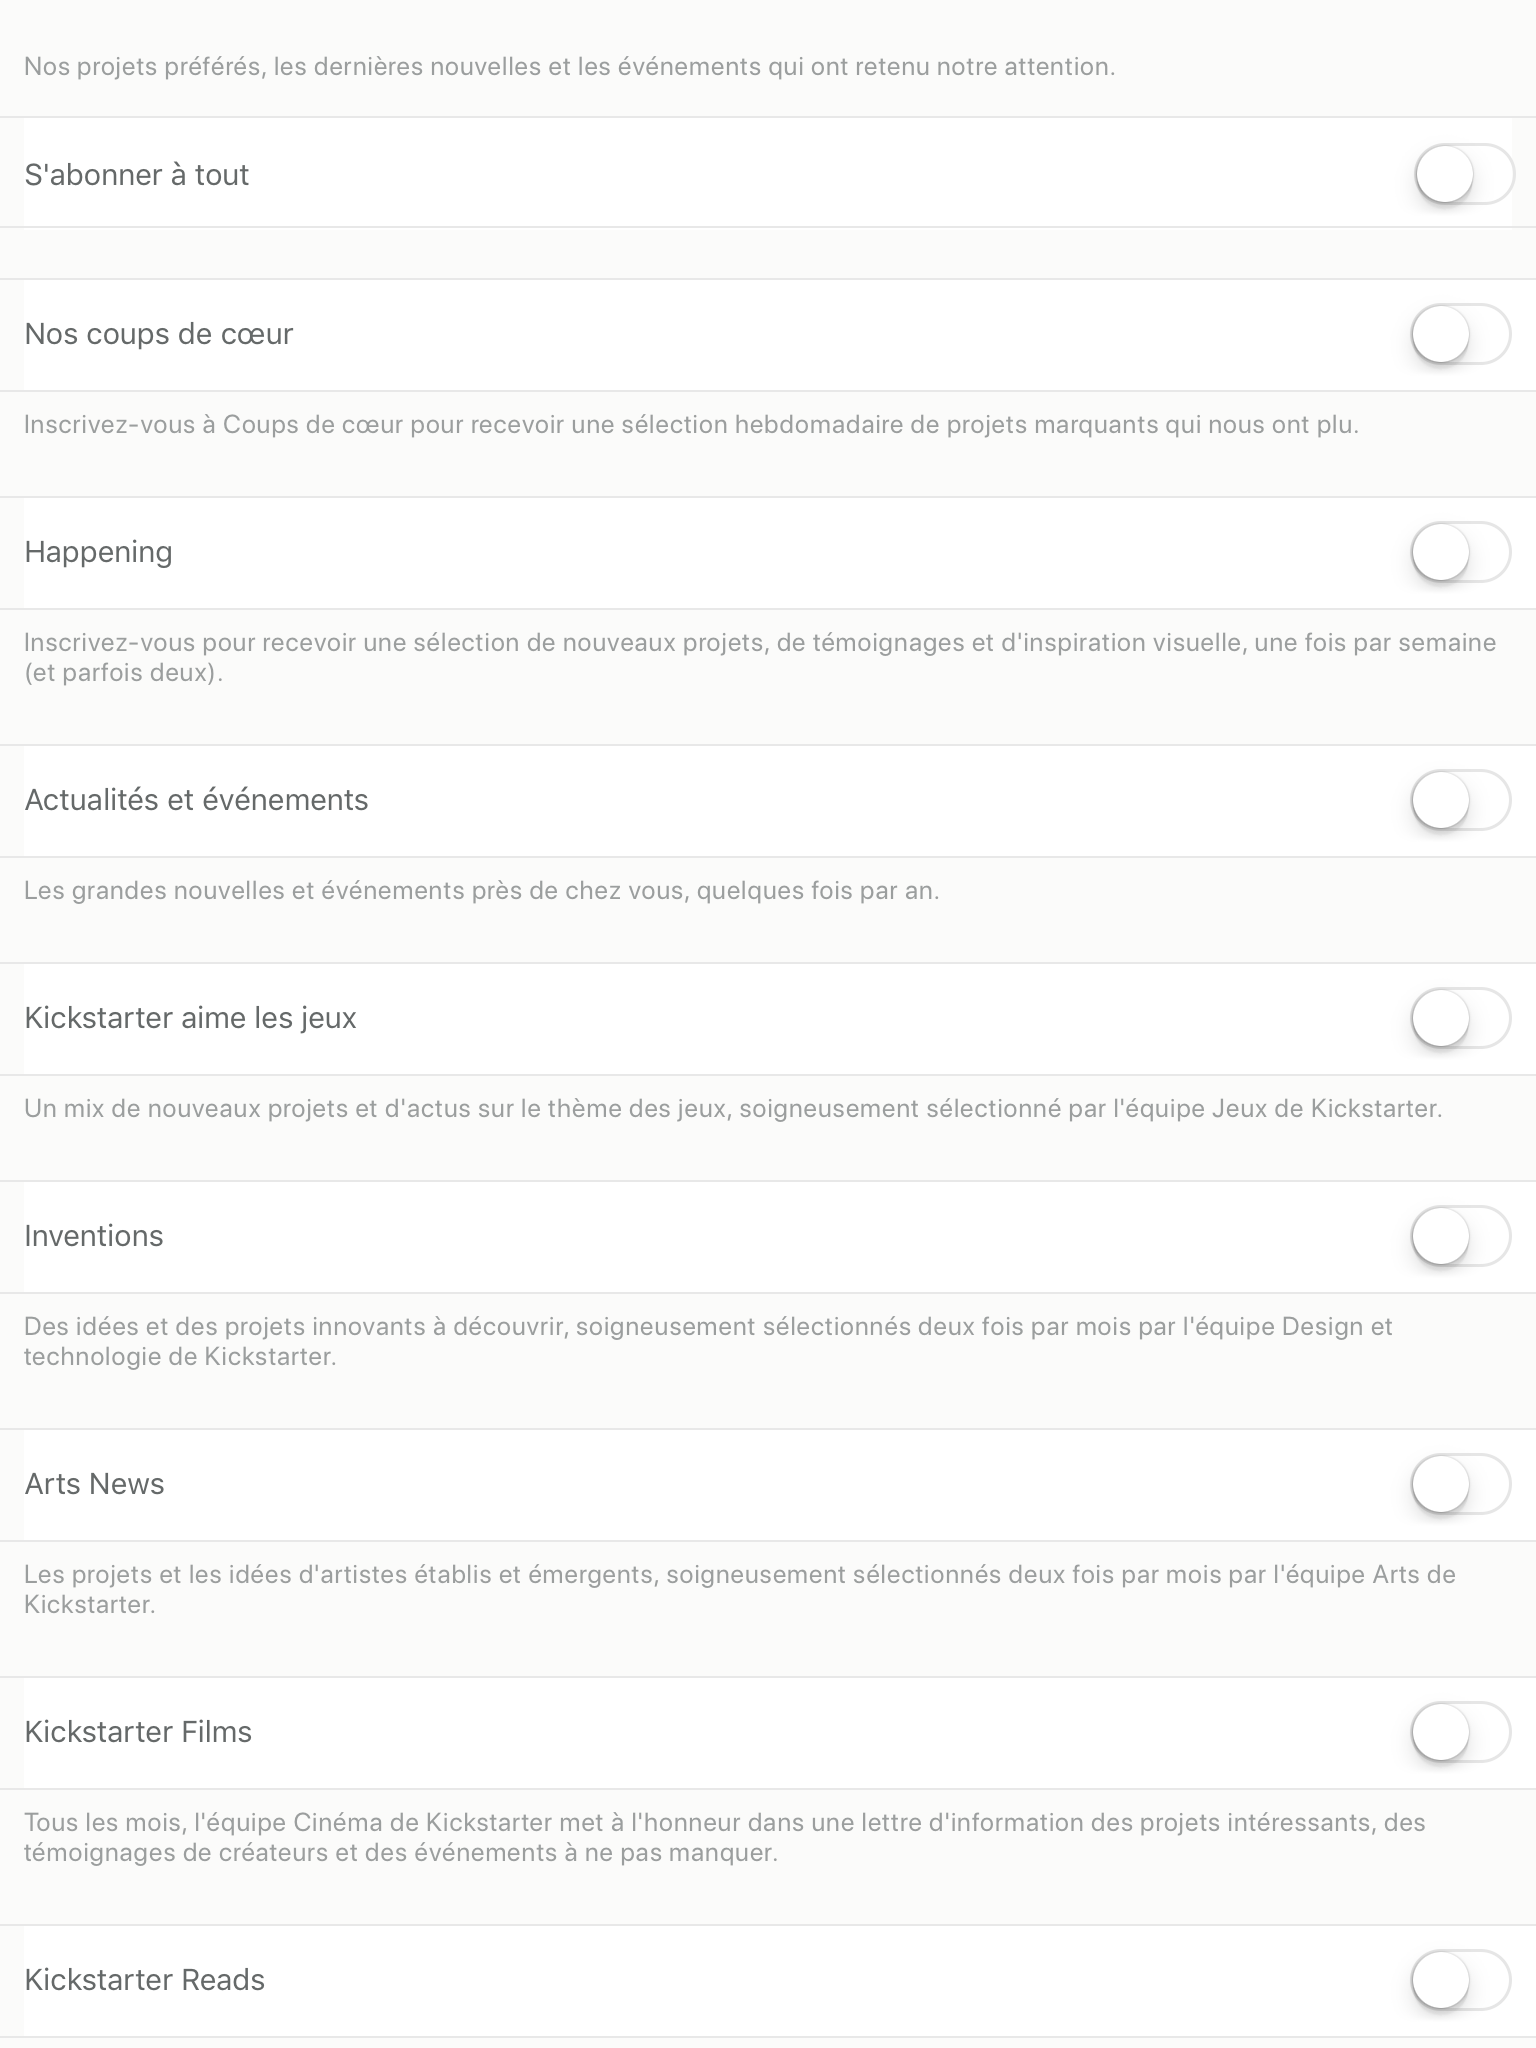 Nos projets préférés, les dernières nouvelles et les événements qui ont retenu notre attention.
S'abonner à tout
Nos coups de cœur
Inscrivez-vous à Coups de cœur pour recevoir une sélection hebdomadaire de projets marquants qui nous ont plu.
Happening
Inscrivez-vous pour recevoir une sélection de nouveaux projets, de témoignages et d'inspiration visuelle, une fois par semaine
(et parfois deux).
Actualités et événements
Les grandes nouvelles et événements près de chez vous, quelques fois par an.
Kickstarter aime les jeux
Un mix de nouveaux projets et d'actus sur le thème des jeux, soigneusement sélectionné par l'équipe Jeux de Kickstarter.
Inventions
Des idées et des projets innovants à découvrir, soigneusement sélectionnés deux fois par mois par l'équipe Design et
technologie de Kickstarter.
Arts News
Les projets et les idées d'artistes établis et émergents, soigneusement sélectionnés deux fois par mois par l'équipe Arts de
Kickstarter.
Kickstarter Films
Tous les mois, l'équipe Cinéma de Kickstarter met à l'honneur dans une lettre d'information des projets intéressants, des
témoignages de créateurs et des événements à ne pas manquer.
Kickstarter Reads